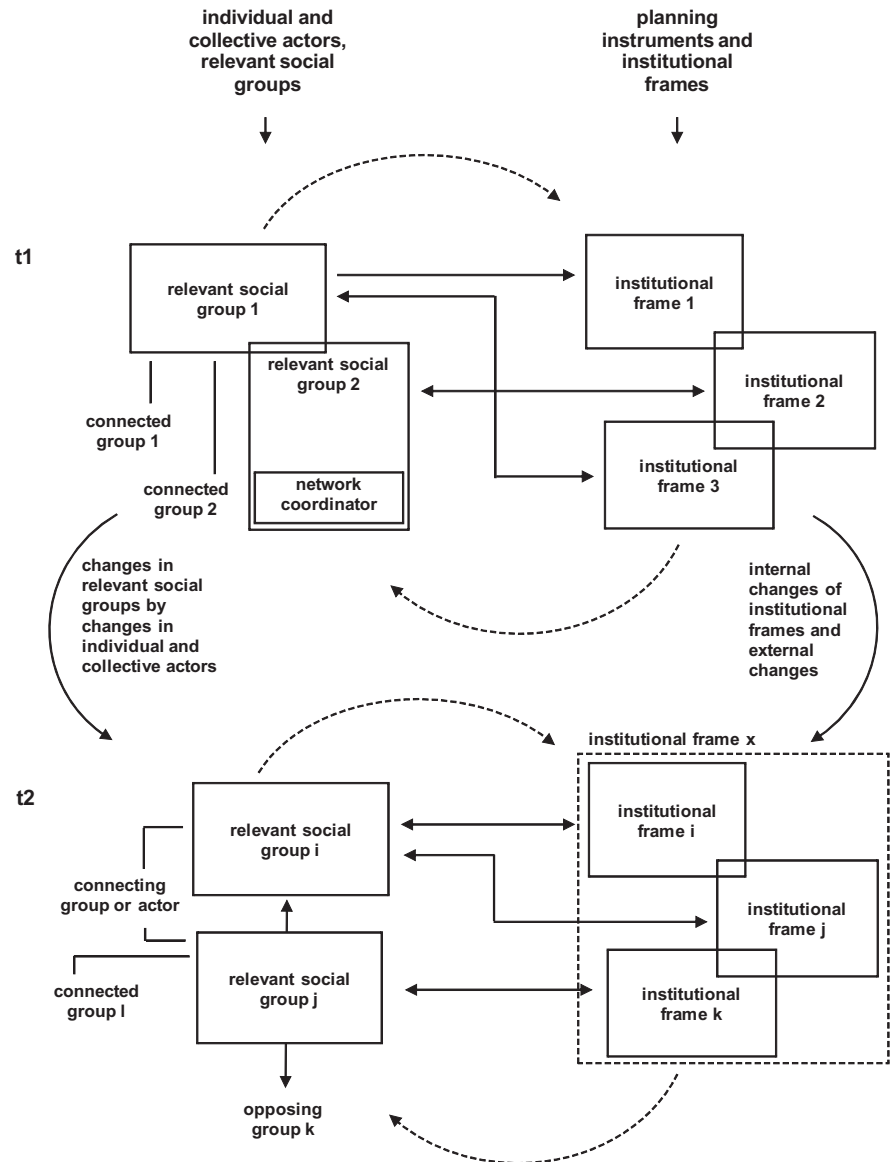 individual and
collective actors,
relevant social
groups
planning
instruments and
institutional
frames
t1
relevant social
group 1
institutional
frame 1
relevant social
group 2
institutional
frame 2
connected
group 1
connected
group 2
network
coordinator
institutional
frame 3
changes in
relevant social
groups by
changes in
individual and
collective actors
internal
changes of
institutional
frames and
external
changes
institutional frame x
t2
relevant social
group i
institutional
frame i
connecting
group or actor
institutional
frame j
connected
group l
relevant social
group j
institutional
frame k
opposing
group k